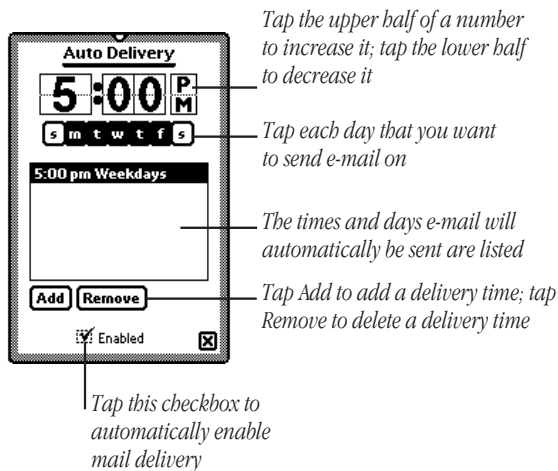 Auto Delivery
5:00 PM
s m t w t f s
5:00 pm Weekdays
Add Remove
Enabled
Tap the upper half of a number
to increase it; tap the lower half
to decrease it
Tap each day that you want
to send e-mail on
The times and days e-mail will
automatically be sent are listed
Tap Add to add a delivery time; tap
Remove to delete a delivery time
Tap this checkbox to
automatically enable
mail delivery